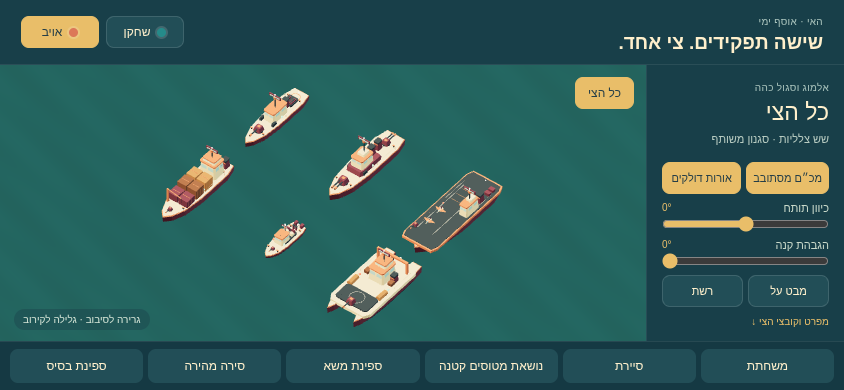 האי · אוסף ימי
שישה תפקידים. צי אחד.
שחקן
אויב
כל הצי
אלמוג וסגול כהה
כל הצי
שש צלליות · סגנון משותף
מכ״ם מסתובב
אורות דולקים
כיוון תותח
0°
הגבהת קנה
0°
מבט על
רשת
מפרט וקובצי הצי ↓
גרירה לסיבוב · גלילה לקירוב
משחתת
סיירת
נושאת מטוסים קטנה
ספינת משא
סירה מהירה
ספינת בסיס